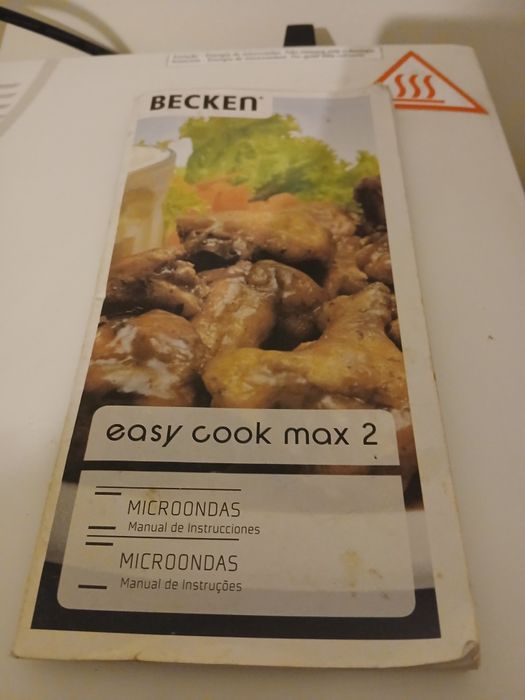 BECKEN
easy cook max 2
MICROONDAS
Manual de Instrucciones
MICROONDAS
Manual de Instruções